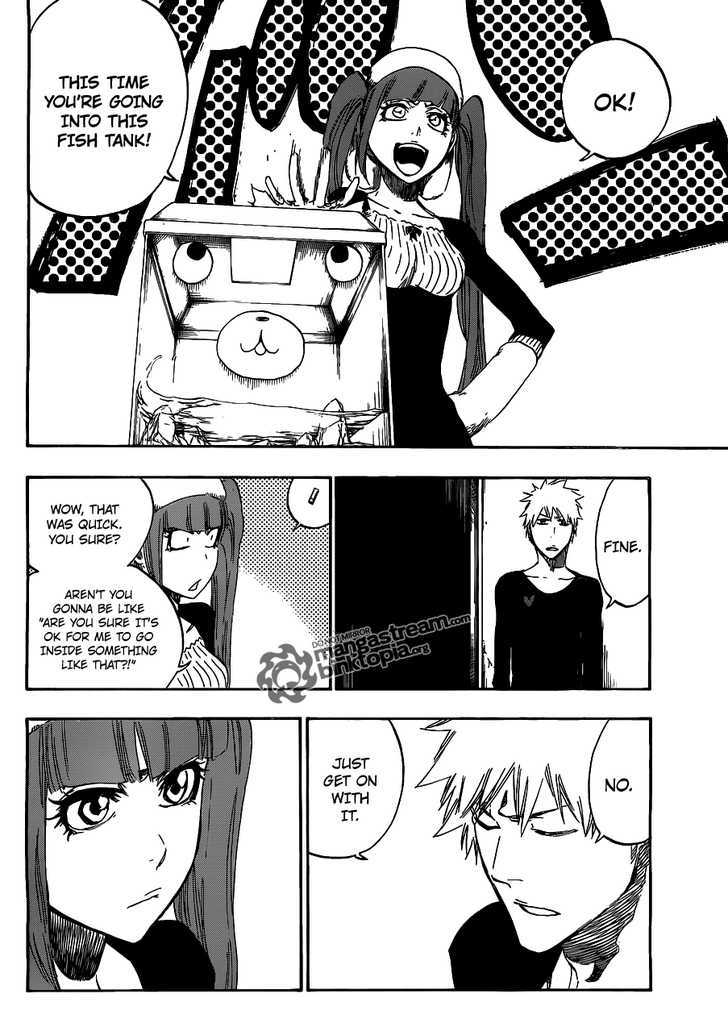 OK!
THIS TIME
YOU'RE GOING
INTO THIS
FISH TANK!
FINE.
!
WOW, THAT
WAS QUICK.
YOU SURE?
AREN'T YOU
GONNA BE LIKE
"ARE YOU SURE IT'S
OK FOR ME TO GO
INSIDE SOMETHING
LIKE THAT?!"
DO NOT MIRROR
mangastream.com
binktopia.org
NO.
JUST
GET ON
WITH
IT.